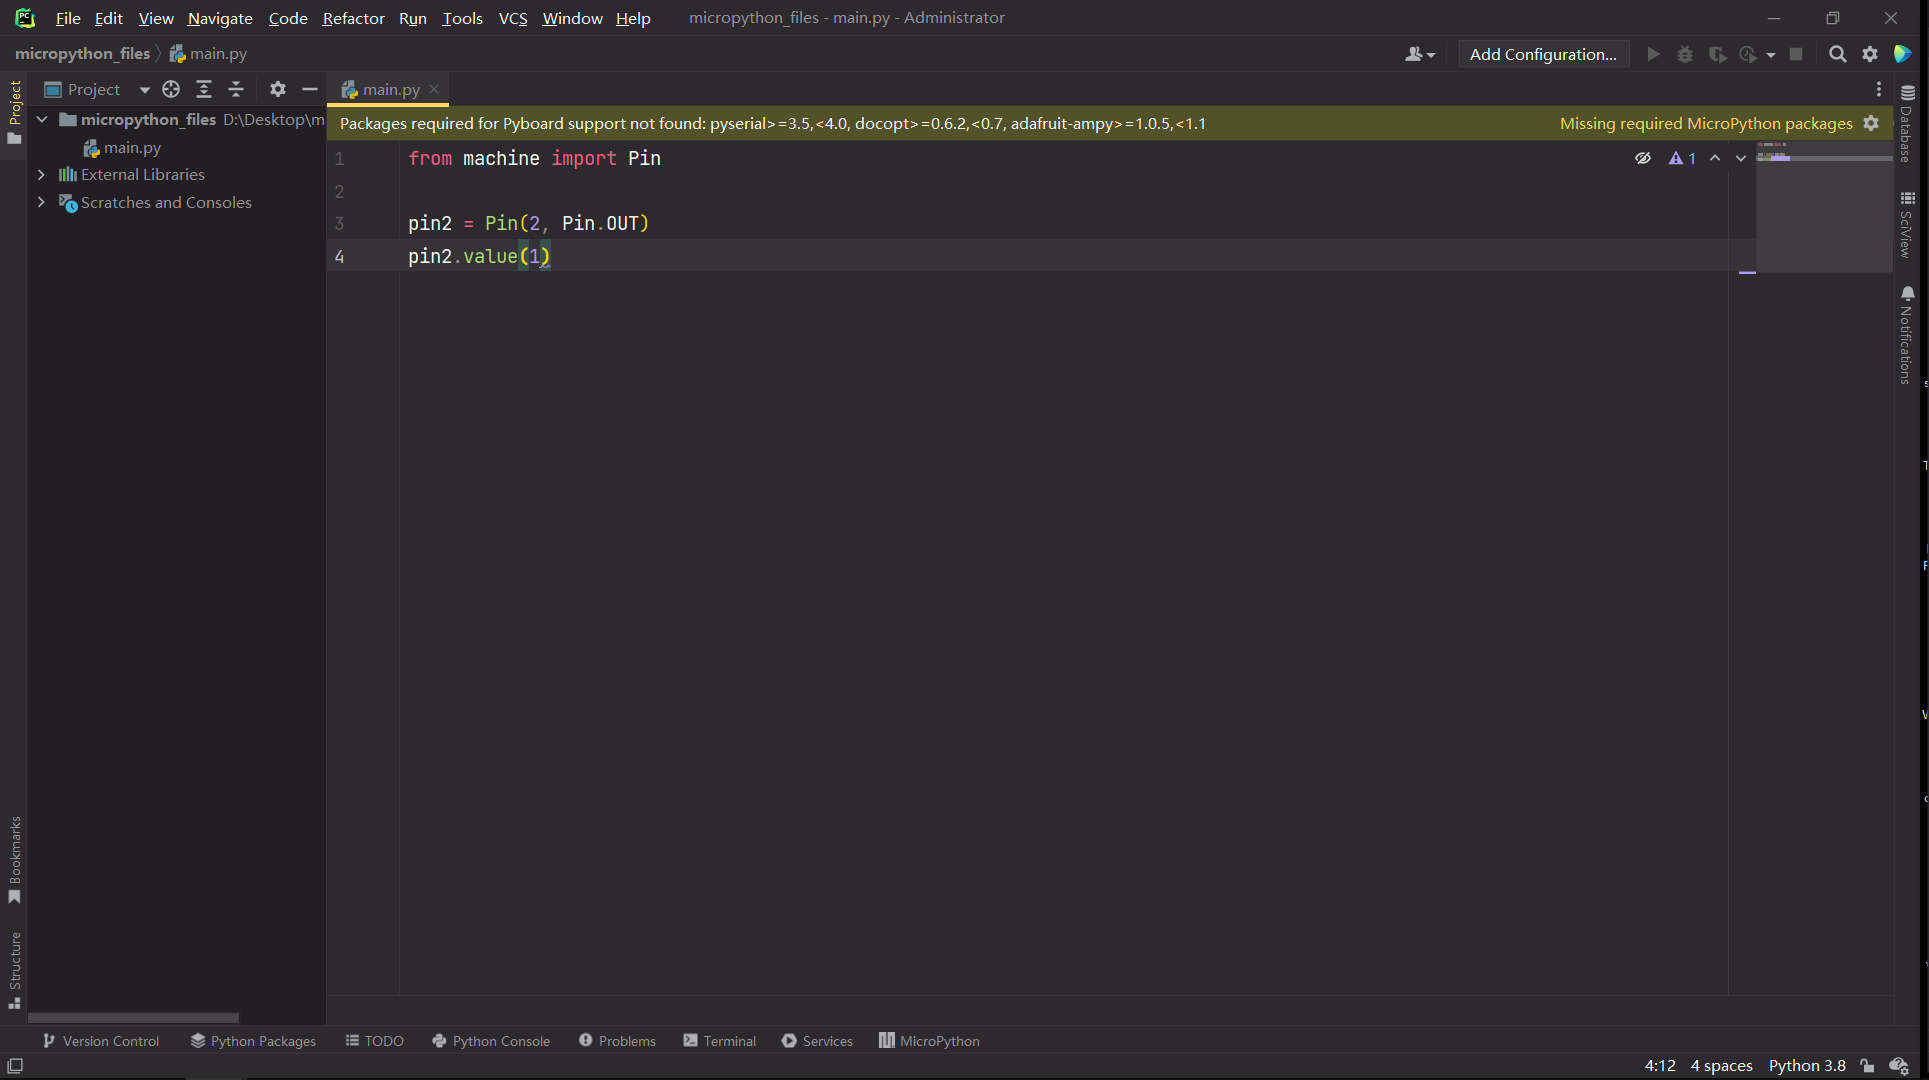 PC
File Edit View Navigate Code Refactor Run Tools VCS Window Help micropython_files - main.py - Administrator
micropython_files main.py Add Configuration...
Project main.py
Project
Packages required for Pyboard support not found: pyserial>=3.5,<4.0, docopt>=0.6.2,<0.7, adafruit-ampy>=1.0.5,<1.1 Missing required MicroPython packages
micropython_files D:\Desktop\m
main.py
External Libraries
Scratches and Consoles
1 from machine import Pin
1
2
3 pin2 = Pin(2, Pin.OUT)
4 pin2.value(1)
Database
SciView
Notifications
Bookmarks
Structure
Version Control Python Packages TODO Python Console Problems Terminal Services MicroPython
4:12 4 spaces Python 3.8